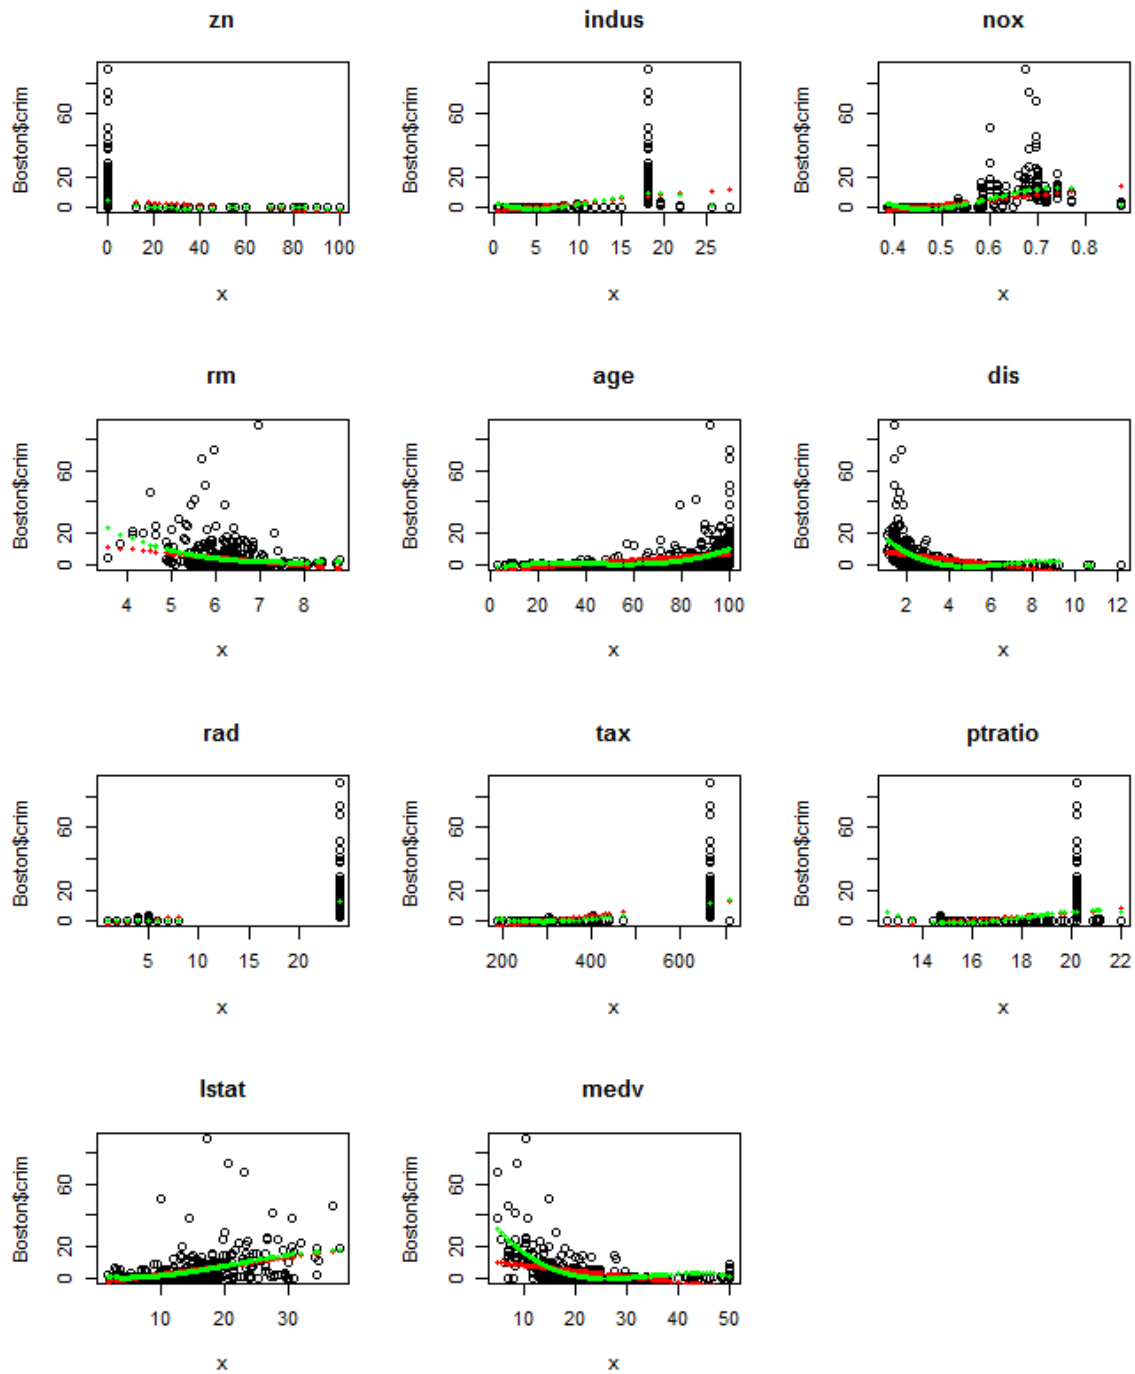 zn indus nox
Boston$crim Boston$crim Boston$crim
60 60 60
20 20 20
0 0 0
0 20 40 60 80 100 0 5 10 15 20 25 0.4 0.5 0.6 0.7 0.8
x x x
rm age dis
Boston$crim Boston$crim Boston$crim
60 60 60
20 20 20
0 0 0
4 5 6 7 8 0 20 40 60 80 100 2 4 6 8 10 12
x x x
rad tax ptratio
Boston$crim Boston$crim Boston$crim
60 60 60
20 20 20
0 0 0
5 10 15 20 200 400 600 14 16 18 20 22
x x x
lstat medv
Boston$crim Boston$crim
60 60
20 20
0 0
10 20 30 10 20 30 40 50
x x